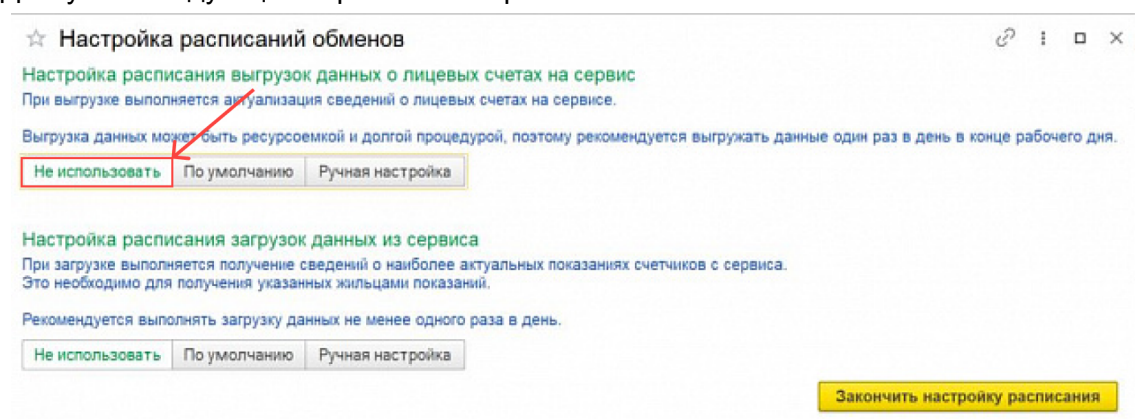 Настройка расписаний обменов
Настройка расписания выгрузок данных о лицевых счетах на сервис
При выгрузке выполняется актуализация сведений о лицевых счетах на сервисе.
Выгрузка данных может быть ресурсоемкой и долгой процедурой, поэтому рекомендуется выгружать данные один раз в день в конце рабочего дня.
Не использовать По умолчанию Ручная настройка
Настройка расписания загрузок данных из сервиса
При загрузке выполняется получение сведений о наиболее актуальных показаниях счетчиков с сервиса.
Это необходимо для получения указанных жильцами показаний.
Рекомендуется выполнять загрузку данных не менее одного раза в день.
Не использовать По умолчанию Ручная настройка
Закончить настройку расписания